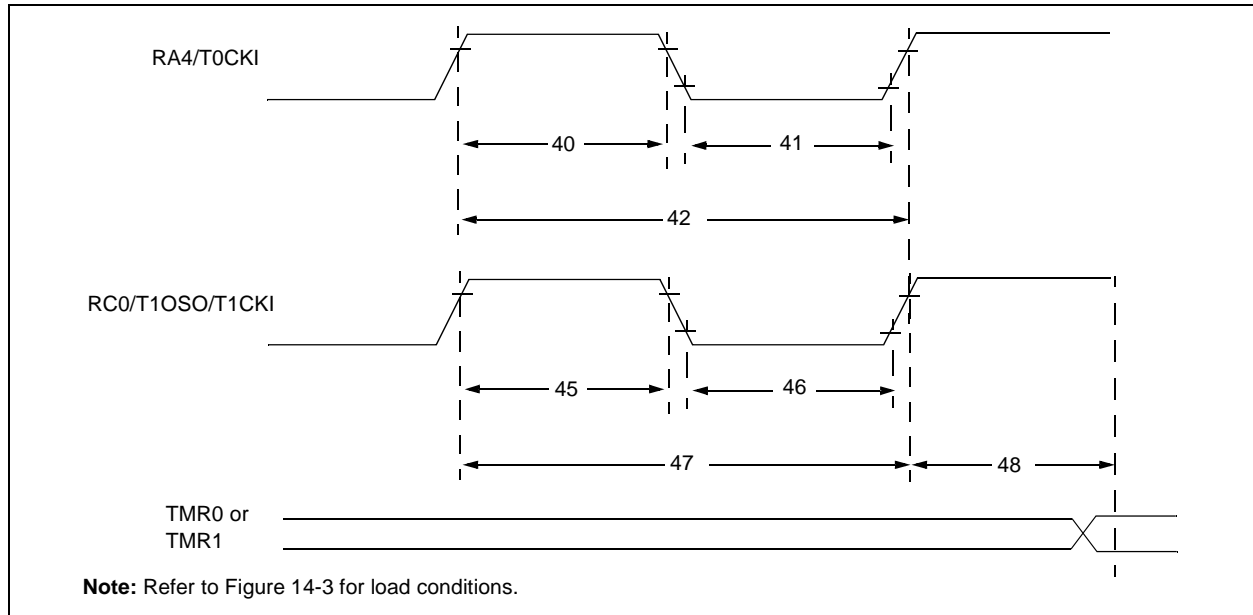 RA4/T0CKI
40
41
42
RC0/T1OSO/T1CKI
45
46
47
48
TMR0 or
TMR1
Note: Refer to Figure 14-3 for load conditions.